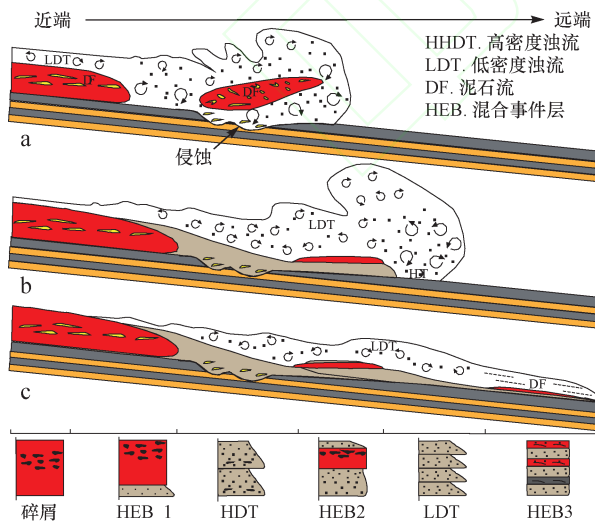 近端
远端
HHDT. 高密度浊流
LDT. 低密度浊流
DF. 泥石流
HEB. 混合事件层
LDT
DF
DF
侵蚀
a
LDT
HT
b
LDT
DF
c
碎屑
HEB 1
HDT
HEB2
LDT
HEB3